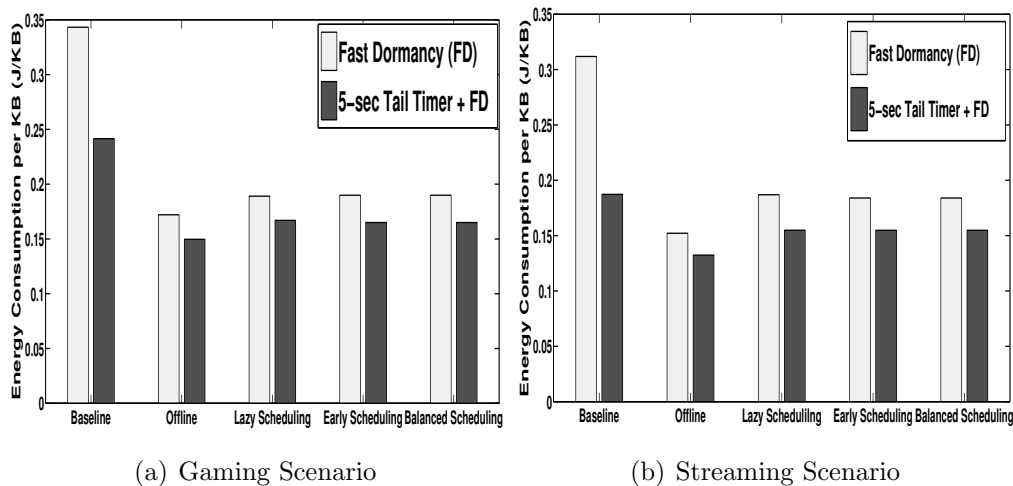 Energy Consumption per KB (J/KB)
0.35
0.3
0.25
0.2
0.15
0.1
0.05
0
Fast Dormancy (FD)
5-sec Tail Timer + FD
Baseline Offline Lazy Scheduling Early Scheduling Balanced Scheduling
(a) Gaming Scenario
Energy Consumption per KB (J/KB)
0.35
0.3
0.25
0.2
0.15
0.1
0.05
0
Fast Dormancy (FD)
5-sec Tail Timer + FD
Baseline Offline Lazy Schedulilng Early Scheduling Balanced Scheduling
(b) Streaming Scenario